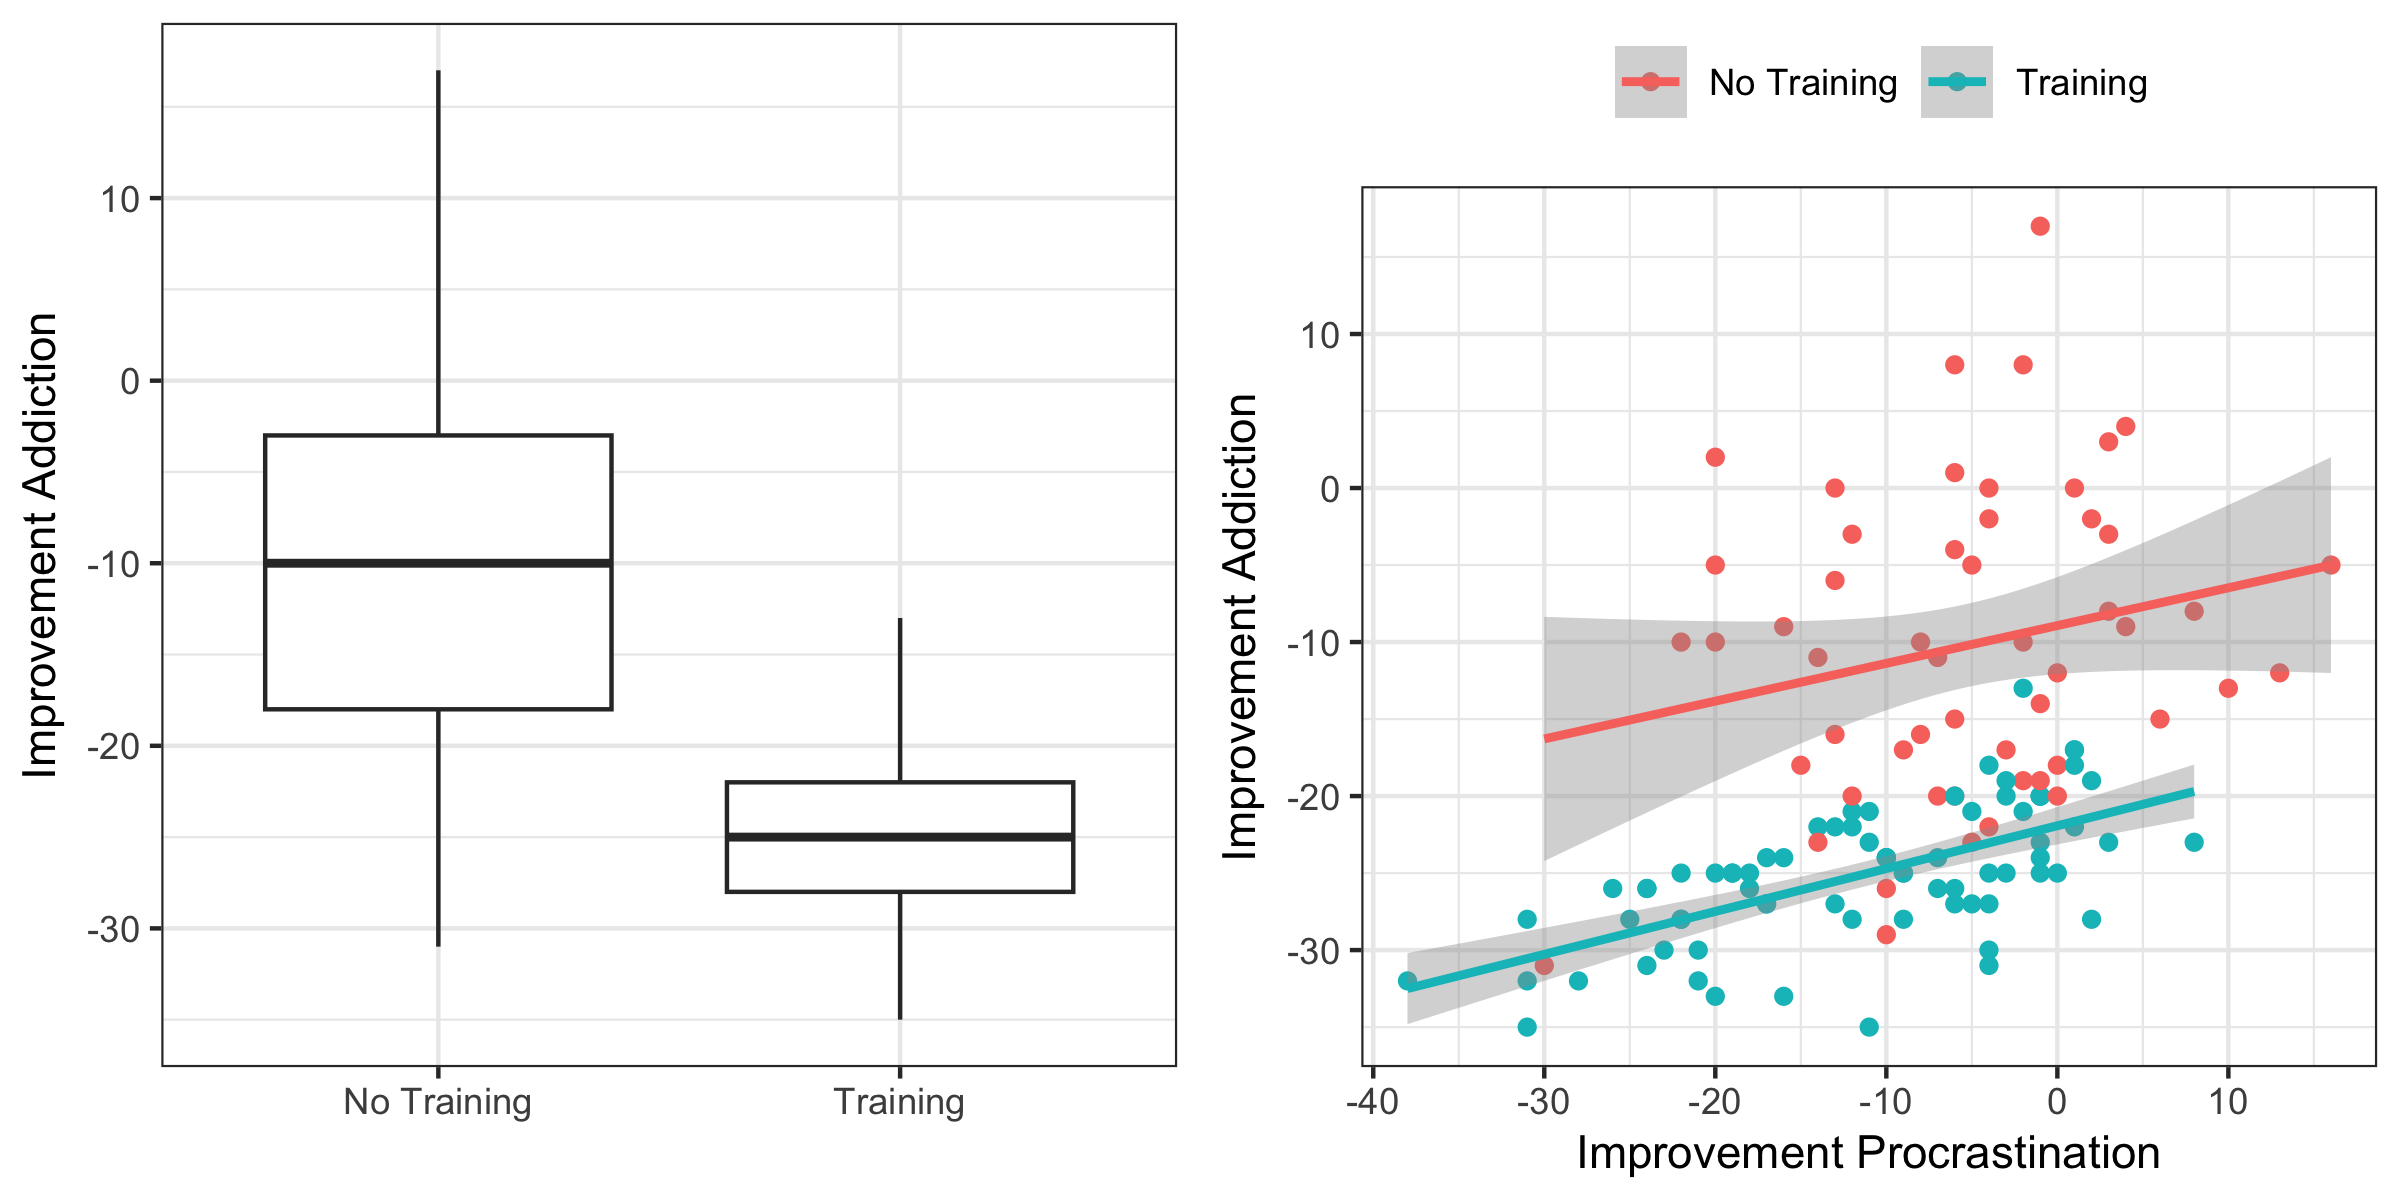 Improvement Addiction
10
0
-10
-20
-30
No Training
Training
No Training Training
Improvement Addiction
10
0
-10
-20
-30
-40 -30 -20 -10 0 10
Improvement Procrastination